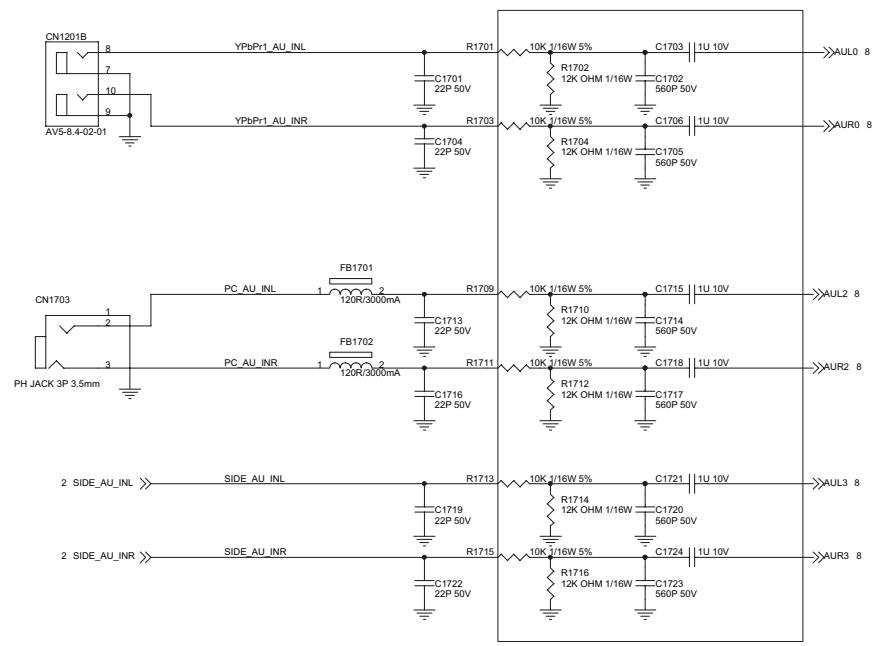 CN1201B
8 YPbPr1_AU_INL R1701 10K 1/16W 5% C1703 1U 10V AUL0 8
7 C1701 R1702 C1702
22P 50V 12K OHM 1/16W 560P 50V
10
9 YPbPr1_AU_INR R1703 10K 1/16W 5% C1706 1U 10V AUR0 8
AV5-8.4-02-01
C1704 R1704 C1705
22P 50V 12K OHM 1/16W 560P 50V
FB1701
PC_AU_INL 1 2 R1709 10K 1/16W 5% C1715 1U 10V AUL2 8
120R/3000mA
CN1703
1
2
C1713 R1710 C1714
22P 50V 12K OHM 1/16W 560P 50V
FB1702
3 PC_AU_INR 1 2 R1711 10K 1/16W 5% C1718 1U 10V AUR2 8
120R/3000mA
PH JACK 3P 3.5mm
C1716 R1712 C1717
22P 50V 12K OHM 1/16W 560P 50V
2 SIDE_AU_INL SIDE_AU_INL R1713 10K 1/16W 5% C1721 1U 10V AUL3 8
C1719 R1714 C1720
22P 50V 12K OHM 1/16W 560P 50V
2 SIDE_AU_INR SIDE_AU_INR R1715 10K 1/16W 5% C1724 1U 10V AUR3 8
C1722 R1716 C1723
22P 50V 12K OHM 1/16W 560P 50V